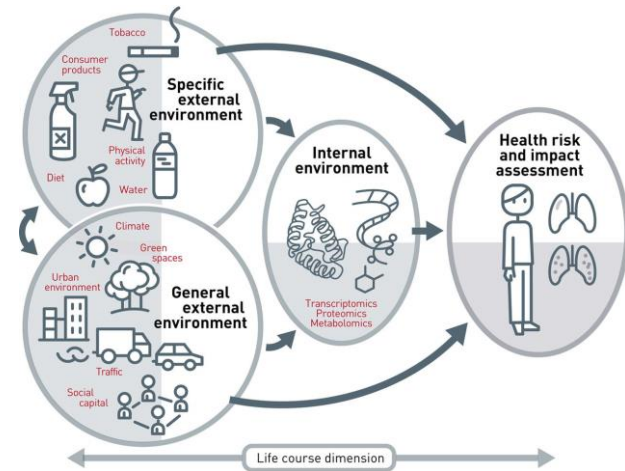 Tobacco
Consumer
products
Specific
external
environment
Physical
activity
Diet
Water
Climate
Green
spaces
Urban
environment
General
external
environment
Traffic
Social
capital
Internal
environment
Transcriptomics
Proteomics
Metabolomics
Health risk
and impact
assessment
Life course dimension